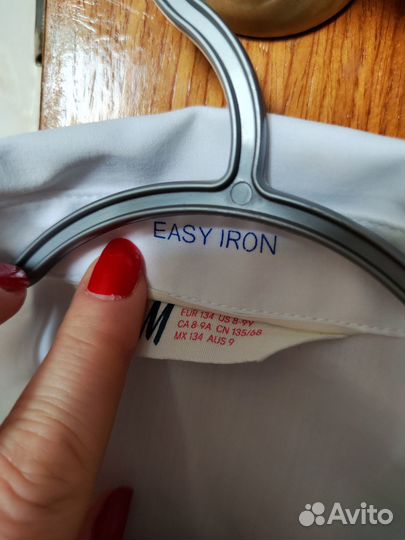 EASY IRON
M
EUR 134 US 8-9Y
CA 8-9A CN 135/68
MX 134 AUS 9
Avito